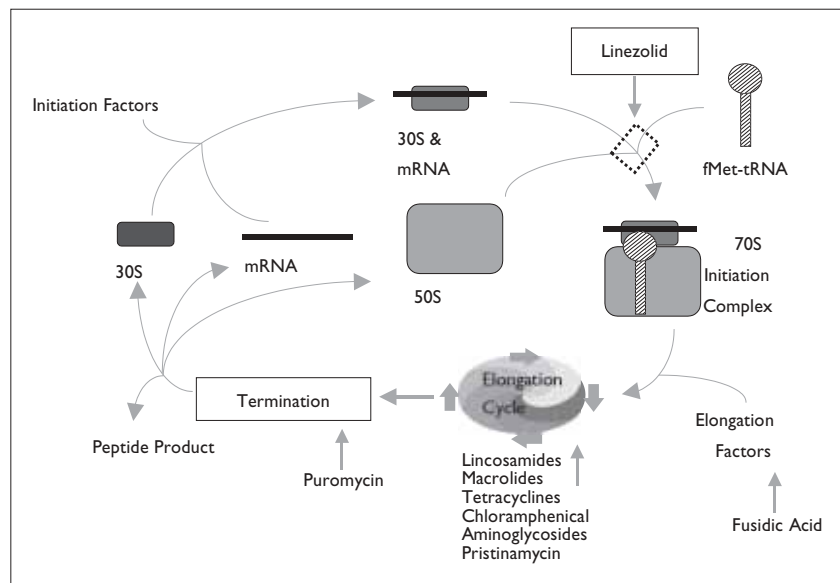 Linezolid
Initiation Factors
30S &
mRNA
fMet-tRNA
30S
mRNA
50S
70S
Initiation
Complex
Elongation
Cycle
Termination
Peptide Product
Puromycin
Lincosamides
Macrolides
Tetracyclines
Chloramphenical
Aminoglycosides
Pristinamycin
Elongation
Factors
Fusidic Acid